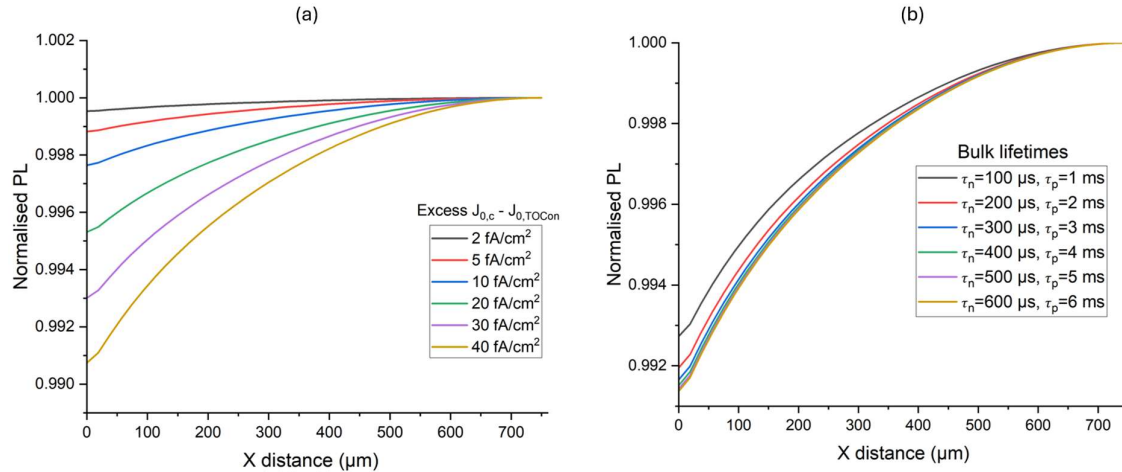 (a)
1.002
1.000
0.998
0.996
0.994
0.992
0.990
Normalised PL
Excess J0,c - J0,TOCon
2 fA/cm²
5 fA/cm²
10 fA/cm²
20 fA/cm²
30 fA/cm²
40 fA/cm²
0 100 200 300 400 500 600 700
X distance (μm)
(b)
1.000
0.998
0.996
0.994
0.992
Normalised PL
Bulk lifetimes
τn=100 μs, τp=1 ms
τn=200 μs, τp=2 ms
τn=300 μs, τp=3 ms
τn=400 μs, τp=4 ms
τn=500 μs, τp=5 ms
τn=600 μs, τp=6 ms
0 100 200 300 400 500 600 700
X distance (μm)